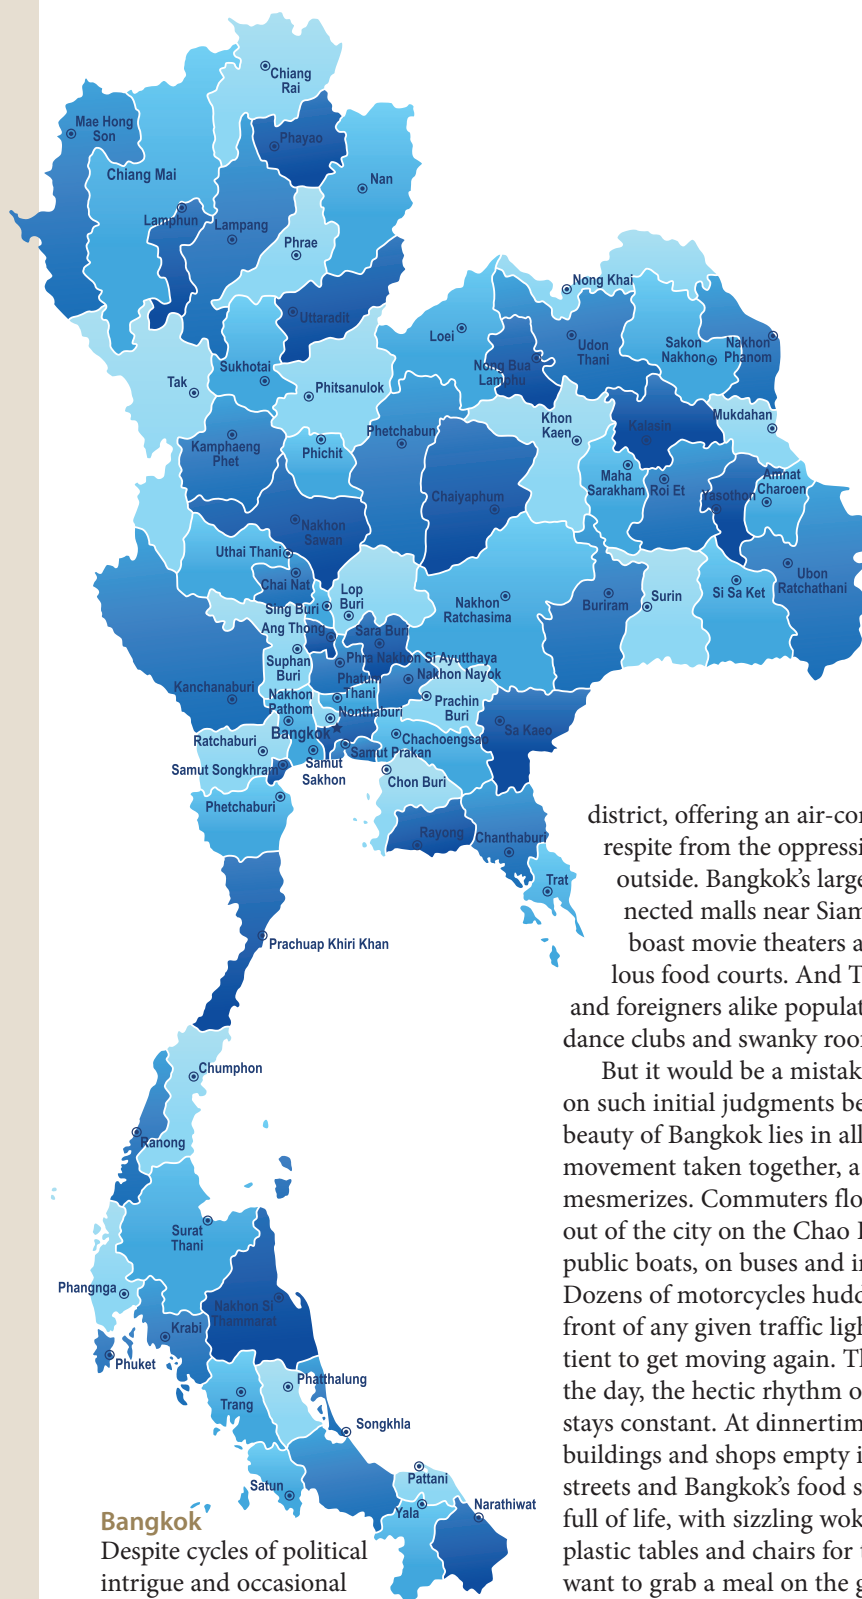 Chiang
Rai
Mae Hong
Son
Phayao
Chiang Mai
Nan
Lamphun
Lampang
Phrae
Nong Khai
Uttaradit
Loei
Udon
Thani
Sakon
Nakhon
Nakhon
Phanom
Sukhotai
Nong Bua
Lamphu
Tak
Phitsanulok
Khon
Kaen
Mukdahan
Phetchabun
Kalasin
Kamphaeng
Phet
Phichit
Maha
Sarakham
Roi Et
Amnat
Charoen
Yasothon
Chaiyaphum
Nakhon
Sawan
Uthai Thani
Ubon
Ratchathani
Chai Nat
Lop
Buri
Nakhon
Ratchasima
Buriram
Surin
Si Sa Ket
Sing Buri
Ang Thong
Sara Buri
Suphan
Buri
Phra Nakhon Si Ayutthaya
Nakhon Nayok
Phatum
Thani
Kanchanaburi
Nakhon
Pathom
Prachin
Buri
Nonthaburi
Bangkok
Sa Kaeo
Chachoengsao
Ratchaburi
Samut Prakan
Samut
Sakhon
Samut Songkhram
Chon Buri
Phetchaburi
Rayong
Chanthaburi
Trat
Prachuap Khiri Khan
Chumphon
Ranong
Surat
Thani
Phangnga
Nakhon Si
Thammarat
Krabi
Phuket
Phatthalung
Trang
Songkhla
Satun
Pattani
Yala
Narathiwat
Bangkok
Despite cycles of political
intrigue and occasional
district, offering an air-con
respite from the oppressi
outside. Bangkok’s large
nected malls near Siam
boast movie theaters a
lous food courts. And T
and foreigners alike populat
dance clubs and swanky roo
But it would be a mistak
on such initial judgments be
beauty of Bangkok lies in all
movement taken together, a
mesmerizes. Commuters flo
out of the city on the Chao
public boats, on buses and in
Dozens of motorcycles hudd
front of any given traffic ligh
tient to get moving again. Th
the day, the hectic rhythm o
stays constant. At dinnertim
buildings and shops empty i
streets and Bangkok’s food s
full of life, with sizzling wok
plastic tables and chairs for t
want to grab a meal on the g